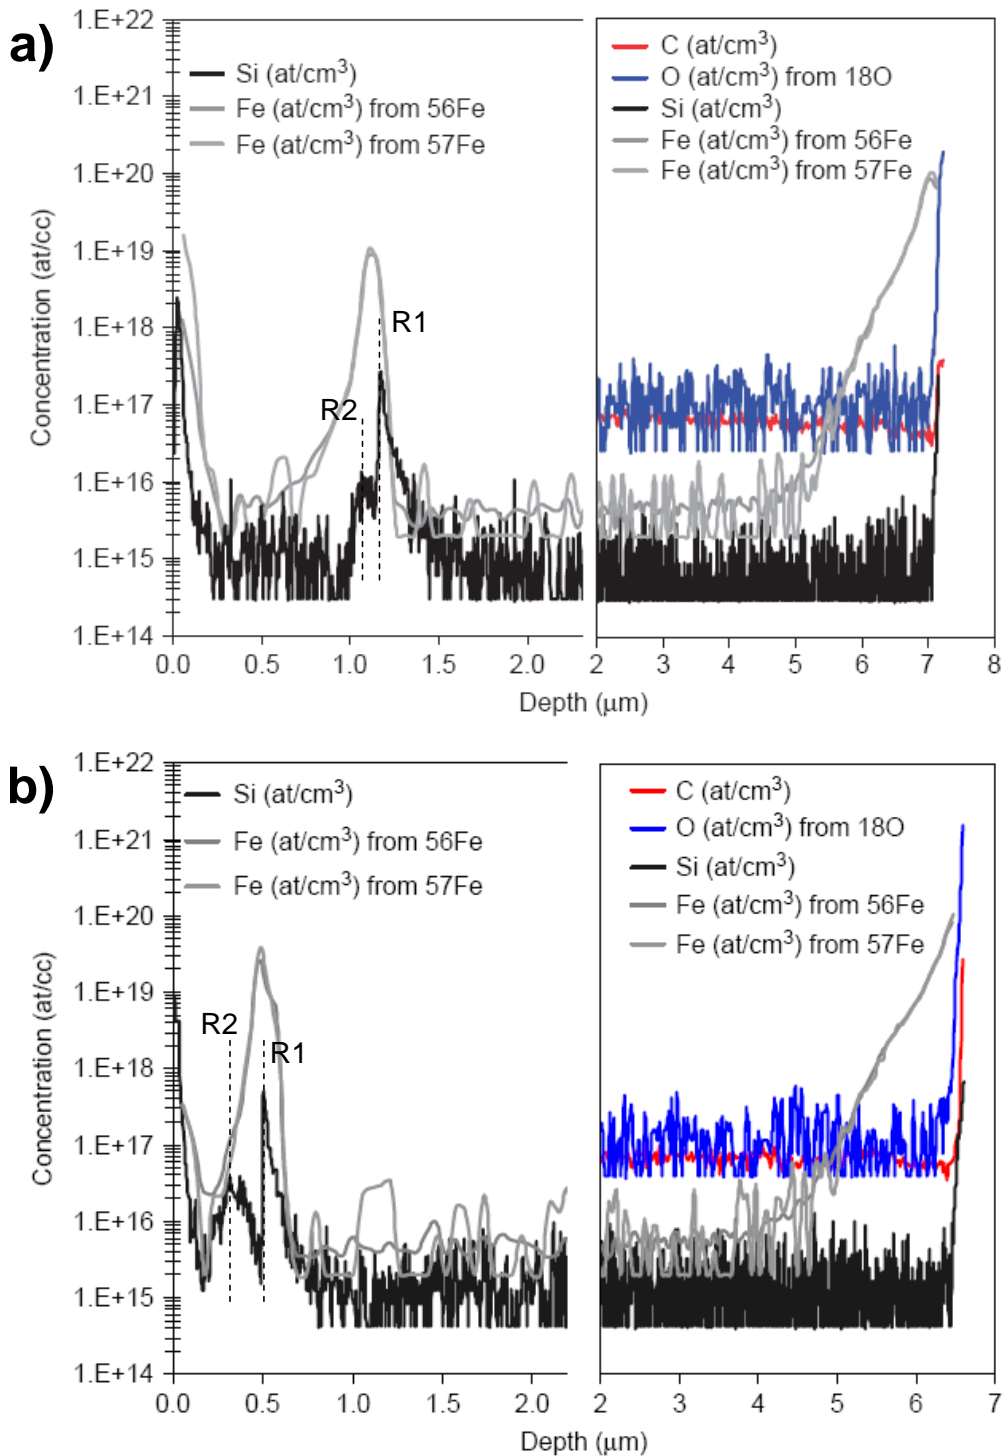 a)
1.E+22
1.E+21
1.E+20
1.E+19
1.E+18
1.E+17
1.E+16
1.E+15
1.E+14
Concentration (at/cc)
Si (at/cm³)
Fe (at/cm³) from 56Fe
Fe (at/cm³) from 57Fe
R1
R2
0.0 0.5 1.0 1.5 2.0
C (at/cm³)
O (at/cm³) from 18O
Si (at/cm³)
Fe (at/cm³) from 56Fe
Fe (at/cm³) from 57Fe
2 3 4 5 6 7 8
Depth (μm)
b)
1.E+22
1.E+21
1.E+20
1.E+19
1.E+18
1.E+17
1.E+16
1.E+15
1.E+14
Concentration (at/cc)
Si (at/cm³)
Fe (at/cm³) from 56Fe
Fe (at/cm³) from 57Fe
R2
R1
0.0 0.5 1.0 1.5 2.0
C (at/cm³)
O (at/cm³) from 18O
Si (at/cm³)
Fe (at/cm³) from 56Fe
Fe (at/cm³) from 57Fe
2 3 4 5 6 7
Depth (μm)